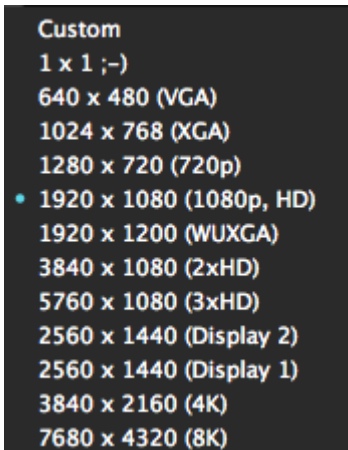 Custom
1 x 1 ;-)
640 x 480 (VGA)
1024 x 768 (XGA)
1280 x 720 (720p)
1920 x 1080 (1080p, HD)
1920 x 1200 (WUXGA)
3840 x 1080 (2xHD)
5760 x 1080 (3xHD)
2560 x 1440 (Display 2)
2560 x 1440 (Display 1)
3840 x 2160 (4K)
7680 x 4320 (8K)